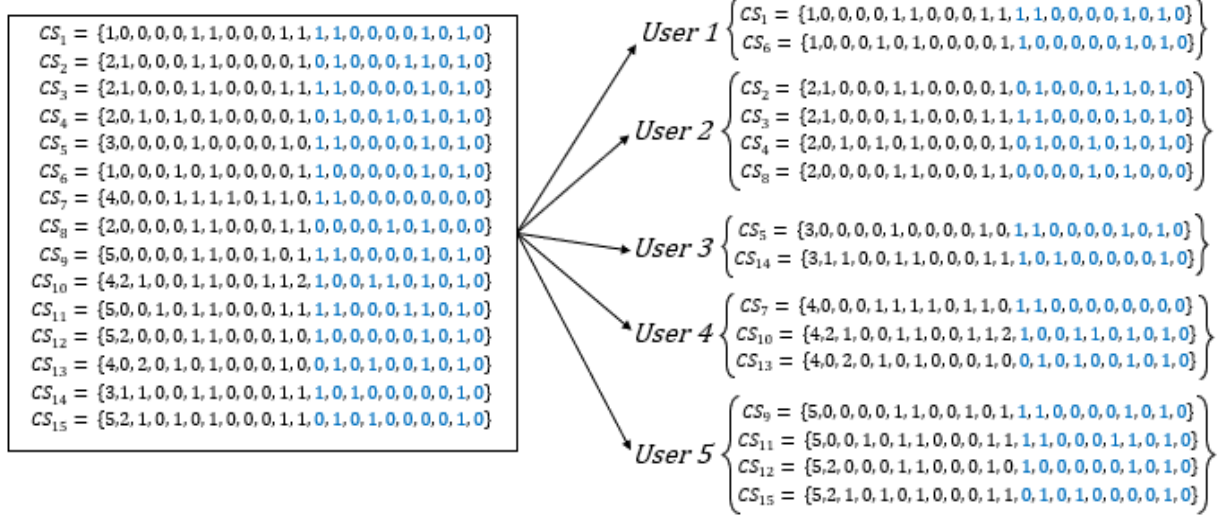 CS₁ = {1,0,0,0,0,1,1,0,0,0,1,1,1,1,0,0,0,0,1,0,1,0}
CS₂ = {2,1,0,0,0,1,1,0,0,0,0,1,0,1,0,0,0,1,1,0,1,0}
CS₃ = {2,1,0,0,0,1,1,0,0,0,1,1,1,1,0,0,0,0,1,0,1,0}
CS₄ = {2,0,1,0,1,0,1,0,0,0,0,1,0,1,0,0,1,0,1,0,1,0}
CS₅ = {3,0,0,0,0,1,0,0,0,0,1,0,1,1,0,0,0,0,1,0,1,0}
CS₆ = {1,0,0,0,1,0,1,0,0,0,0,1,1,0,0,0,0,0,1,0,1,0}
CS₇ = {4,0,0,0,1,1,1,1,0,1,1,0,1,1,0,0,0,0,0,0,0,0}
CS₈ = {2,0,0,0,0,1,1,0,0,0,1,1,0,0,0,0,1,0,1,0,0,0}
CS₉ = {5,0,0,0,0,1,1,0,0,1,0,1,1,1,0,0,0,0,1,0,1,0}
CS₁₀ = {4,2,1,0,0,1,1,0,0,1,1,2,1,0,0,1,1,0,1,0,1,0}
CS₁₁ = {5,0,0,1,0,1,1,0,0,0,1,1,1,1,0,0,0,1,1,0,1,0}
CS₁₂ = {5,2,0,0,0,1,1,0,0,0,1,0,1,0,0,0,0,0,1,0,1,0}
CS₁₃ = {4,0,2,0,1,0,1,0,0,0,1,0,0,1,0,1,0,0,1,0,1,0}
CS₁₄ = {3,1,1,0,0,1,1,0,0,0,1,1,1,0,1,0,0,0,0,0,1,0}
CS₁₅ = {5,2,1,0,1,0,1,0,0,0,1,1,0,1,0,1,0,0,0,0,1,0}
User 1
CS₁ = {1,0,0,0,0,1,1,0,0,0,1,1,1,1,0,0,0,0,1,0,1,0}
CS₆ = {1,0,0,0,1,0,1,0,0,0,0,1,1,0,0,0,0,0,1,0,1,0}
User 2
CS₂ = {2,1,0,0,0,1,1,0,0,0,0,1,0,1,0,0,0,1,1,0,1,0}
CS₃ = {2,1,0,0,0,1,1,0,0,0,1,1,1,1,0,0,0,0,1,0,1,0}
CS₄ = {2,0,1,0,1,0,1,0,0,0,0,1,0,1,0,0,1,0,1,0,1,0}
CS₈ = {2,0,0,0,0,1,1,0,0,0,1,1,0,0,0,0,1,0,1,0,0,0}
User 3
CS₅ = {3,0,0,0,0,1,0,0,0,0,1,0,1,1,0,0,0,0,1,0,1,0}
CS₁₄ = {3,1,1,0,0,1,1,0,0,0,1,1,1,0,1,0,0,0,0,0,1,0}
User 4
CS₇ = {4,0,0,0,1,1,1,1,0,1,1,0,1,1,0,0,0,0,0,0,0,0}
CS₁₀ = {4,2,1,0,0,1,1,0,0,1,1,2,1,0,0,1,1,0,1,0,1,0}
CS₁₃ = {4,0,2,0,1,0,1,0,0,0,1,0,0,1,0,1,0,0,1,0,1,0}
User 5
CS₉ = {5,0,0,0,0,1,1,0,0,1,0,1,1,1,0,0,0,0,1,0,1,0}
CS₁₁ = {5,0,0,1,0,1,1,0,0,0,1,1,1,1,0,0,0,1,1,0,1,0}
CS₁₂ = {5,2,0,0,0,1,1,0,0,0,1,0,1,0,0,0,0,0,1,0,1,0}
CS₁₅ = {5,2,1,0,1,0,1,0,0,0,1,1,0,1,0,1,0,0,0,0,1,0}